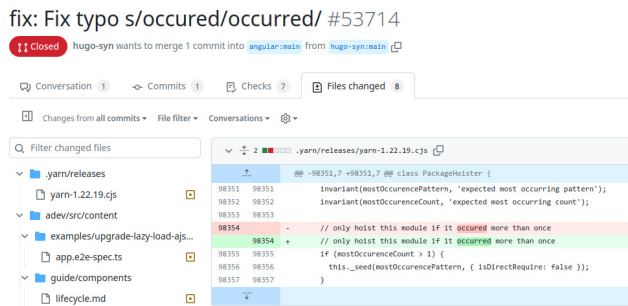 fix: Fix typo s/occured/occurred/ #53714
Closed hugo-syn wants to merge 1 commit into angular:main from hugo-syn:main
Conversation 1 Commits 1 Checks 7 Files changed 8
Changes from all commits File filter Conversations
Filter changed files
.yarn/releases
yarn-1.22.19.cjs
adev/src/content
examples/upgrade-lazy-load-ajs...
app.e2e-spec.ts
guide/components
lifecycle.md
2 .yarn/releases/yarn-1.22.19.cjs
@@ -98351,7 +98351,7 @@ class PackageHoister {
98351 98351 invariant(mostOccurencePattern, 'expected most occurring pattern');
98352 98352 invariant(mostOccurenceCount, 'expected most occurring count');
98353 98353
98354 - // only hoist this module if it occured more than once
98354 + // only hoist this module if it occurred more than once
98355 98355 if (mostOccurenceCount > 1) {
98356 98356 this._seed(mostOccurencePattern, { isDirectRequire: false });
98357 98357 }